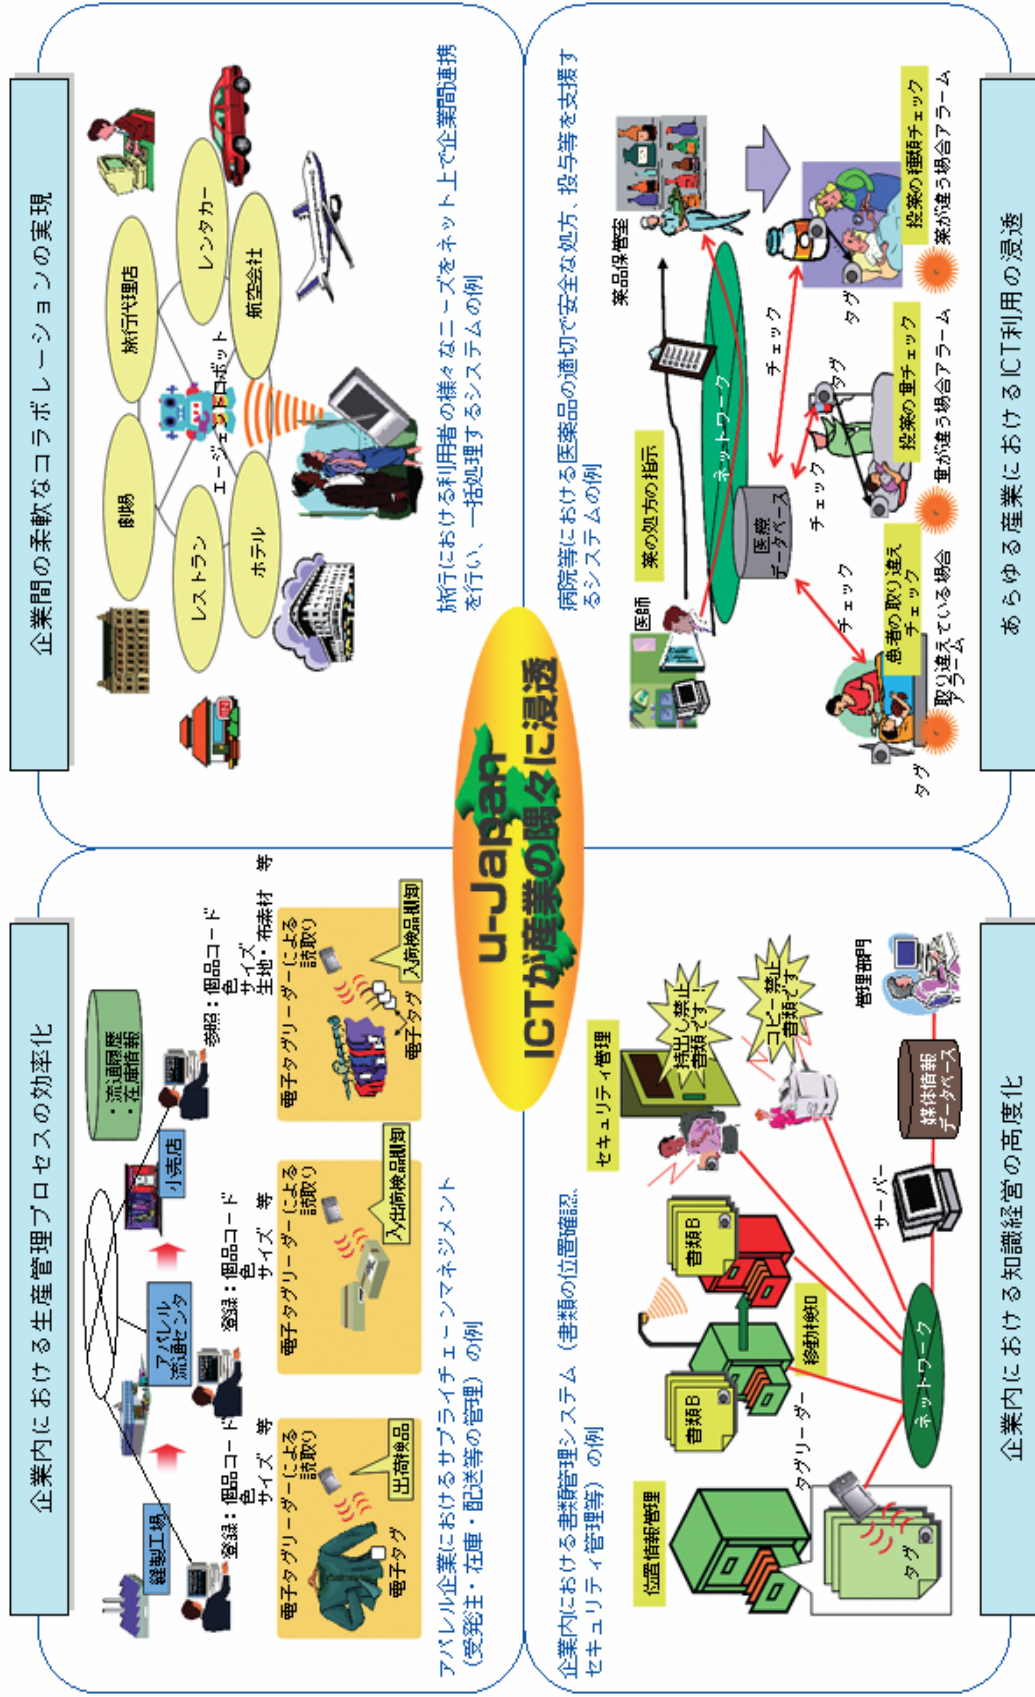 企業内における生産管理プロセスの効率化
・流通履歴
・在庫情報
縫製工場
アパレル
流通センタ
小売店
登録：個品コード
色
サイズ　等
登録：個品コード
色
サイズ　等
参照：個品コード
色
サイズ
生地・布素材　等
電子タグリーダーによる
読取り
出荷検品
電子タグ
電子タグリーダーによる
読取り
入/出荷検品棚卸
電子タグリーダーによる
読取り
入荷検品棚卸
電子タグ
アパレル企業におけるサプライチェーンマネジメント
（受発注・在庫・配送等の管理）の例
企業間の柔軟なコラボレーションの実現
劇場
旅行代理店
レストラン
レンタカー
ホテル
航空会社
エージェントロボット
旅行における利用者の様々なニーズをネット上で企業間連携
を行い、一括処理するシステムの例
u-Japan
ICTが産業の隅々に浸透
企業内における書類管理システム（書類の位置確認、
セキュリティ管理等）の例
位置情報管理
書類B
書類B
移動検知
タグリーダー
タグ
セキュリティ管理
持出し禁止
書類です！
コピー禁止
書類です
ネットワーク
サーバー
媒体情報
データベース
管理部門
企業内における知識経営の高度化
病院等における医薬品の適切で安全な処方、投与等を支援す
るシステムの例
医師
薬の処方の指示
薬品保管室
ネットワーク
医療
データベース
チェック
チェック
チェック
タグ
タグ
タグ
患者の取り違え
チェック
取り違えている場合
アラーム
投薬の量チェック
量が違う場合アラーム
投薬の種類チェック
薬が違う場合アラーム
あらゆる産業におけるICT利用の浸透